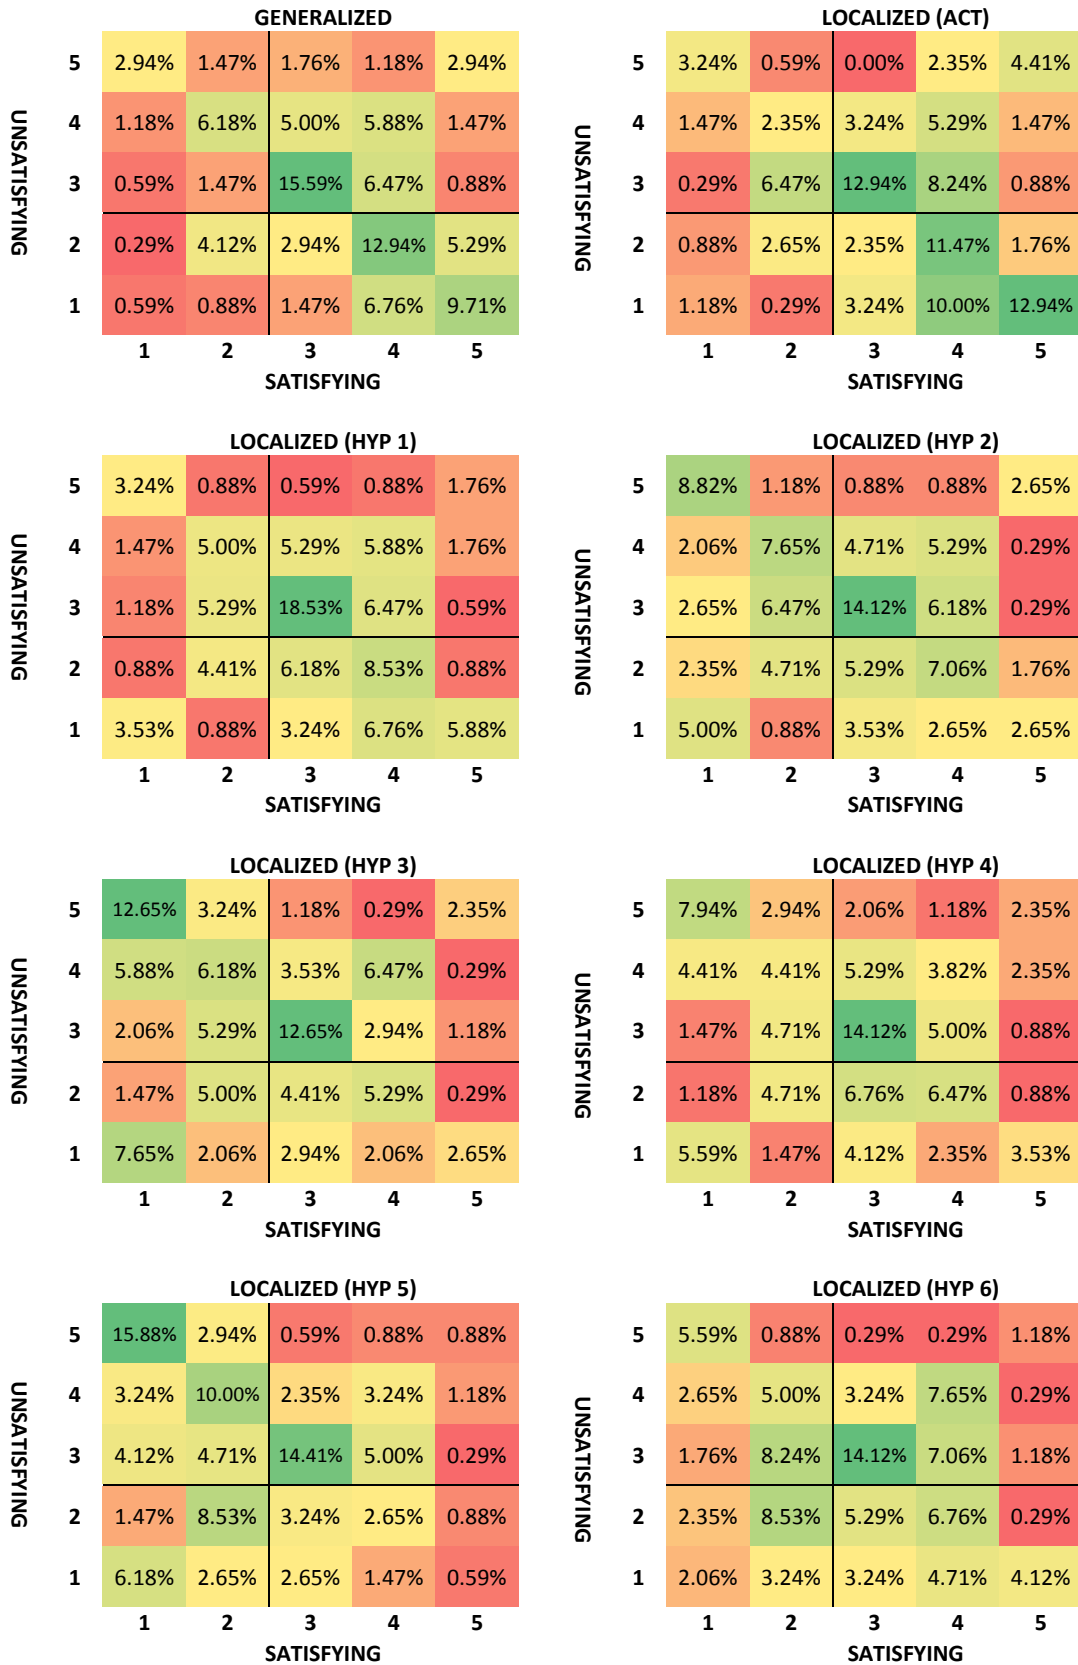 GENERALIZED
UNSATISFYING
5 2.94% 1.47% 1.76% 1.18% 2.94%
4 1.18% 6.18% 5.00% 5.88% 1.47%
3 0.59% 1.47% 15.59% 6.47% 0.88%
2 0.29% 4.12% 2.94% 12.94% 5.29%
1 0.59% 0.88% 1.47% 6.76% 9.71%
1 2 3 4 5
SATISFYING
LOCALIZED (ACT)
UNSATISFYING
5 3.24% 0.59% 0.00% 2.35% 4.41%
4 1.47% 2.35% 3.24% 5.29% 1.47%
3 0.29% 6.47% 12.94% 8.24% 0.88%
2 0.88% 2.65% 2.35% 11.47% 1.76%
1 1.18% 0.29% 3.24% 10.00% 12.94%
1 2 3 4 5
SATISFYING
LOCALIZED (HYP 1)
UNSATISFYING
5 3.24% 0.88% 0.59% 0.88% 1.76%
4 1.47% 5.00% 5.29% 5.88% 1.76%
3 1.18% 5.29% 18.53% 6.47% 0.59%
2 0.88% 4.41% 6.18% 8.53% 0.88%
1 3.53% 0.88% 3.24% 6.76% 5.88%
1 2 3 4 5
SATISFYING
LOCALIZED (HYP 2)
UNSATISFYING
5 8.82% 1.18% 0.88% 0.88% 2.65%
4 2.06% 7.65% 4.71% 5.29% 0.29%
3 2.65% 6.47% 14.12% 6.18% 0.29%
2 2.35% 4.71% 5.29% 7.06% 1.76%
1 5.00% 0.88% 3.53% 2.65% 2.65%
1 2 3 4 5
SATISFYING
LOCALIZED (HYP 3)
UNSATISFYING
5 12.65% 3.24% 1.18% 0.29% 2.35%
4 5.88% 6.18% 3.53% 6.47% 0.29%
3 2.06% 5.29% 12.65% 2.94% 1.18%
2 1.47% 5.00% 4.41% 5.29% 0.29%
1 7.65% 2.06% 2.94% 2.06% 2.65%
1 2 3 4 5
SATISFYING
LOCALIZED (HYP 4)
UNSATISFYING
5 7.94% 2.94% 2.06% 1.18% 2.35%
4 4.41% 4.41% 5.29% 3.82% 2.35%
3 1.47% 4.71% 14.12% 5.00% 0.88%
2 1.18% 4.71% 6.76% 6.47% 0.88%
1 5.59% 1.47% 4.12% 2.35% 3.53%
1 2 3 4 5
SATISFYING
LOCALIZED (HYP 5)
UNSATISFYING
5 15.88% 2.94% 0.59% 0.88% 0.88%
4 3.24% 10.00% 2.35% 3.24% 1.18%
3 4.12% 4.71% 14.41% 5.00% 0.29%
2 1.47% 8.53% 3.24% 2.65% 0.88%
1 6.18% 2.65% 2.65% 1.47% 0.59%
1 2 3 4 5
SATISFYING
LOCALIZED (HYP 6)
UNSATISFYING
5 5.59% 0.88% 0.29% 0.29% 1.18%
4 2.65% 5.00% 3.24% 7.65% 0.29%
3 1.76% 8.24% 14.12% 7.06% 1.18%
2 2.35% 8.53% 5.29% 6.76% 0.29%
1 2.06% 3.24% 3.24% 4.71% 4.12%
1 2 3 4 5
SATISFYING